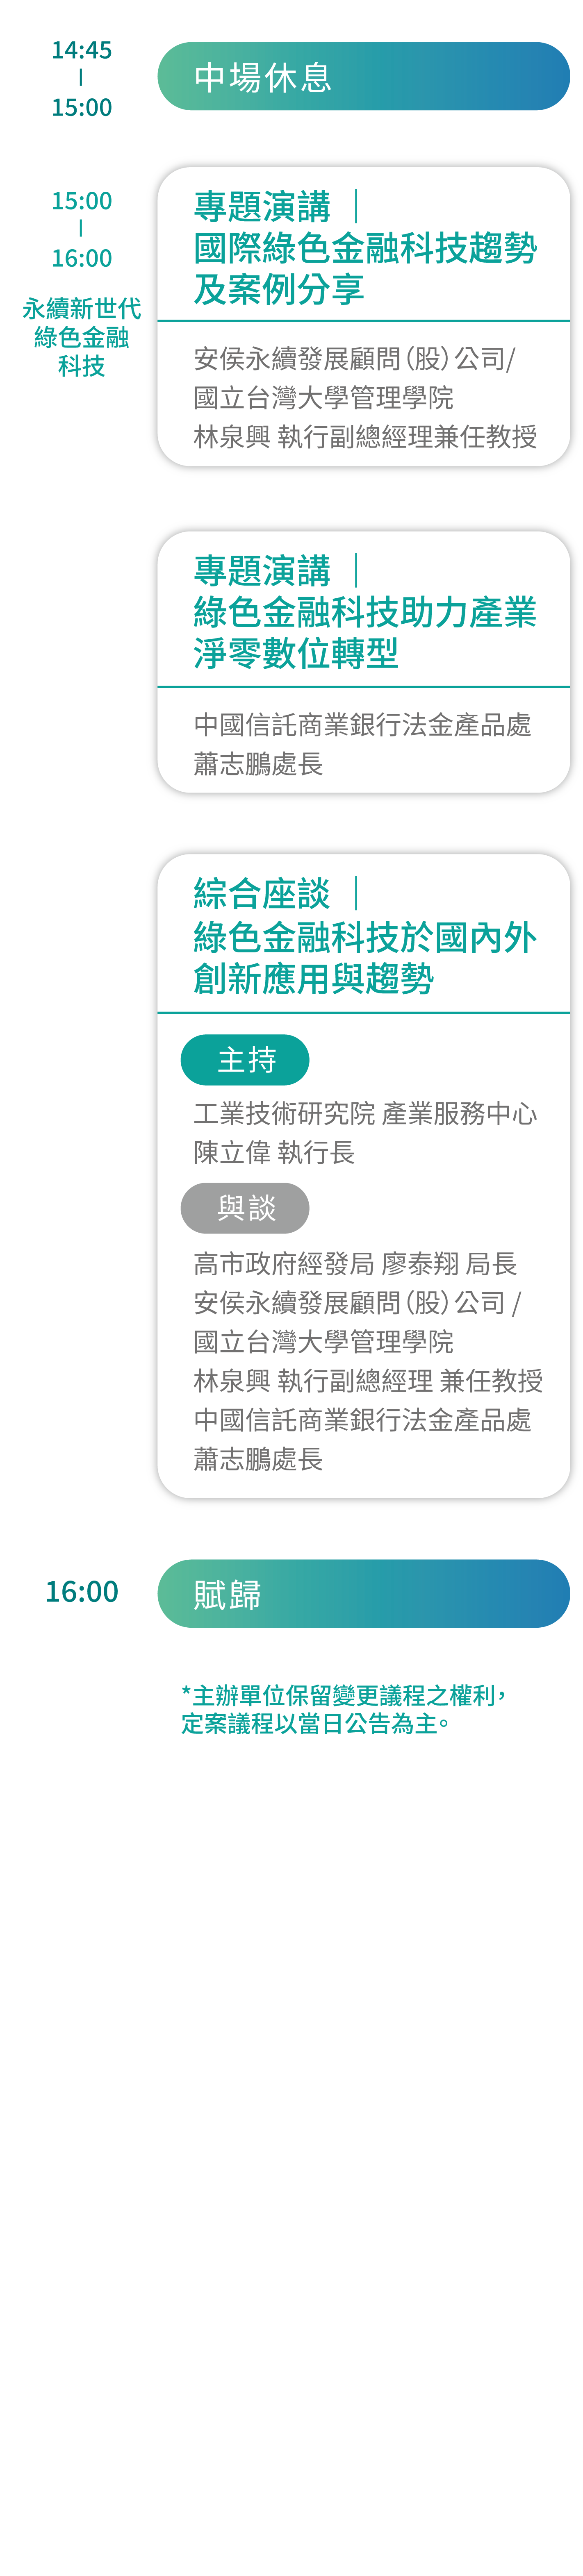 14:45
|
15:00
中場休息
15:00
|
16:00
永續新世代
綠色金融
科技
專題演講｜
國際綠色金融科技趨勢
及案例分享
安侯永續發展顧問（股）公司/
國立台灣大學管理學院
林泉興 執行副總經理兼任教授
專題演講｜
綠色金融科技助力產業
淨零數位轉型
中國信託商業銀行法金產品處
蕭志鵬處長
綜合座談｜
綠色金融科技於國內外
創新應用與趨勢
主持
工業技術研究院 產業服務中心
陳立偉 執行長
與談
高市政府經發局 廖泰翔 局長
安侯永續發展顧問（股）公司 /
國立台灣大學管理學院
林泉興 執行副總經理 兼任教授
中國信託商業銀行法金產品處
蕭志鵬處長
16:00
賦歸
*主辦單位保留變更議程之權利，
定案議程以當日公告為主。